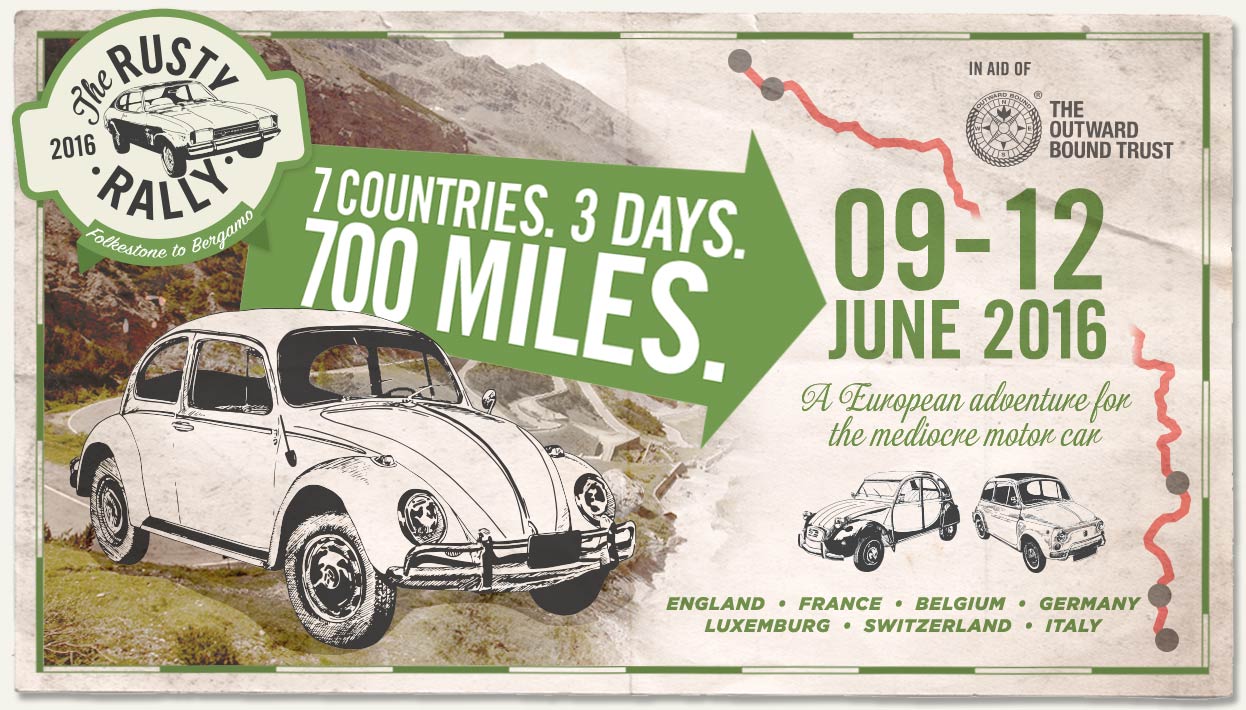 The RUSTY
2016
RALLY
Folkestone to Bergamo
7 COUNTRIES. 3 DAYS.
700 MILES.
IN AID OF
OUTWARD BOUND
®
THE
OUTWARD
BOUND TRUST
09-12
JUNE 2016
A European adventure for
the mediocre motor car
ENGLAND • FRANCE • BELGIUM • GERMANY
LUXEMBURG • SWITZERLAND • ITALY